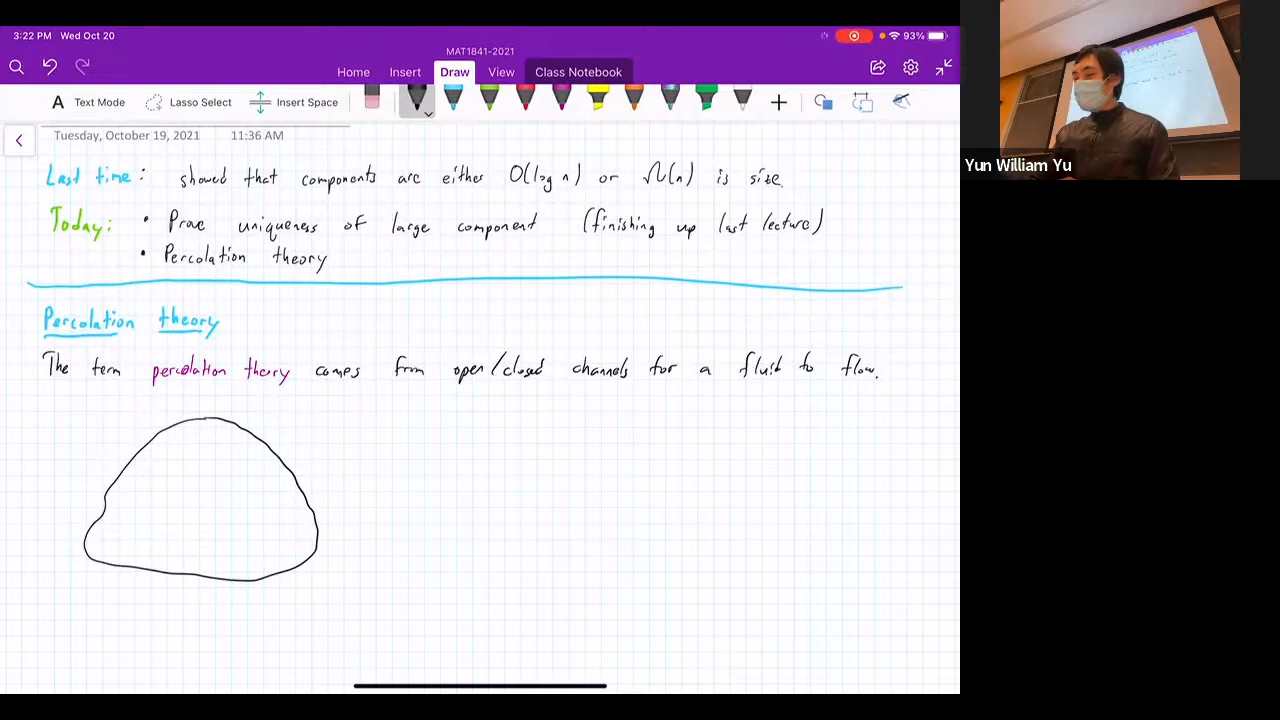 3:22 PM Wed Oct 20
93%
MAT1841-2021
Home Insert Draw View Class Notebook
Text Mode Lasso Select Insert Space
Tuesday, October 19, 2021 11:36 AM
Last time: showed that components are either O(log n) or Ω(n) is site.
Today: • Prove uniqueness of large component (finishing up last lecture)
• Percolation theory
Percolation theory
The term percolation theory comes from open/closed channels for a fluid to flow.
Yun William Yu